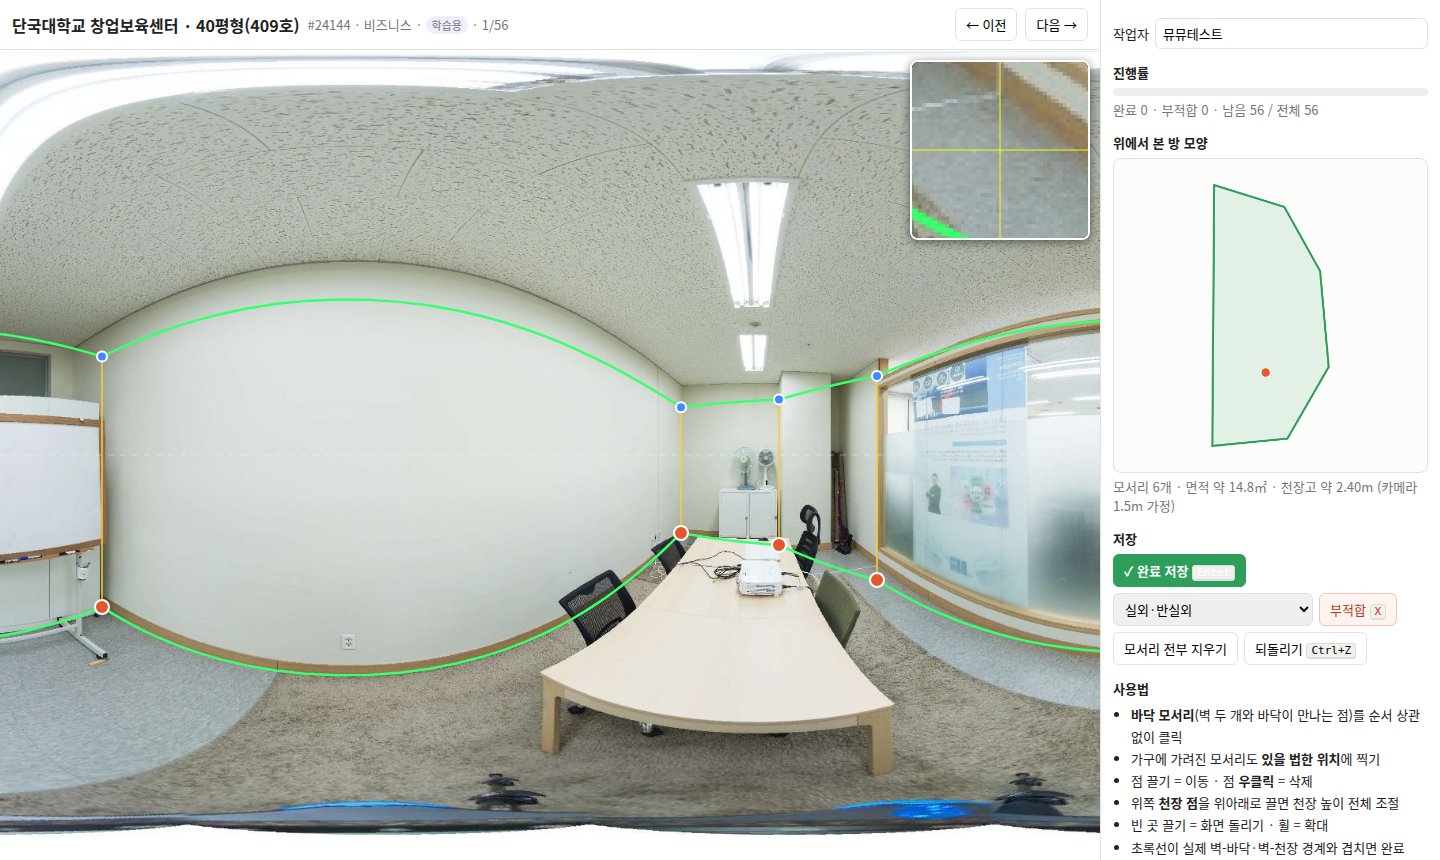 단국대학교 창업보육센터 · 40평형(409호) #24144 · 비즈니스 · 학습용 · 1/56
← 이전
다음 →
작업자 뮤뮤테스트
진행률
완료 0 · 부적합 0 · 남음 56 / 전체 56
위에서 본 방 모양
모서리 6개 · 면적 약 14.8㎡ · 천장고 약 2.40m (카메라
1.5m 가정)
저장
✓ 완료 저장 Enter
실외·반실외
부적합 X
모서리 전부 지우기
되돌리기 Ctrl+Z
사용법
바닥 모서리(벽 두 개와 바닥이 만나는 점)를 순서 상관
없이 클릭
가구에 가려진 모서리도 있을 법한 위치에 찍기
점 끌기 = 이동 · 점 우클릭 = 삭제
위쪽 천장 점을 위아래로 끌면 천장 높이 전체 조절
빈 곳 끌기 = 화면 돌리기 · 휠 = 확대
초록선이 실제 벽-바닥·벽-천장 경계와 겹치면 완료